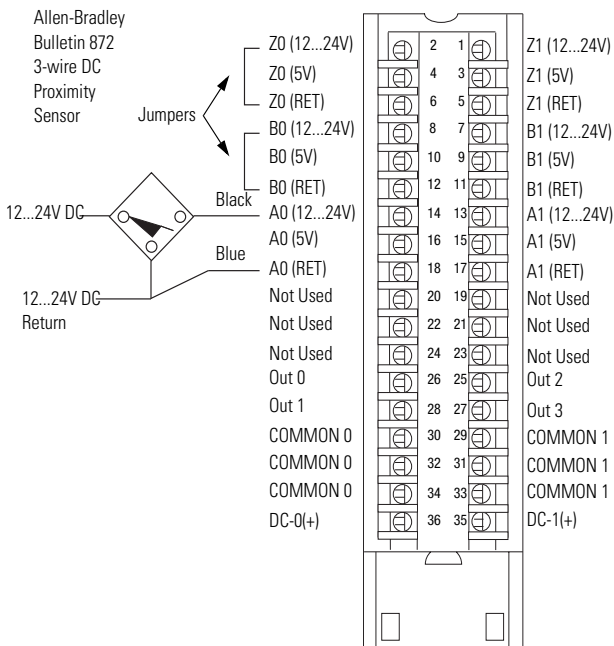 Allen-Bradley
Bulletin 872
3-wire DC
Proximity
Sensor
Jumpers
12...24V DC
Black
Blue
12...24V DC
Return
Z0 (12...24V) 2 1 Z1 (12...24V)
Z0 (5V) 4 3 Z1 (5V)
Z0 (RET) 6 5 Z1 (RET)
B0 (12...24V) 8 7 B1 (12...24V)
B0 (5V) 10 9 B1 (5V)
B0 (RET) 12 11 B1 (RET)
A0 (12...24V) 14 13 A1 (12...24V)
A0 (5V) 16 15 A1 (5V)
A0 (RET) 18 17 A1 (RET)
Not Used 20 19 Not Used
Not Used 22 21 Not Used
Not Used 24 23 Not Used
Out 0 26 25 Out 2
Out 1 28 27 Out 3
COMMON 0 30 29 COMMON 1
COMMON 0 32 31 COMMON 1
COMMON 0 34 33 COMMON 1
DC-0(+) 36 35 DC-1(+)